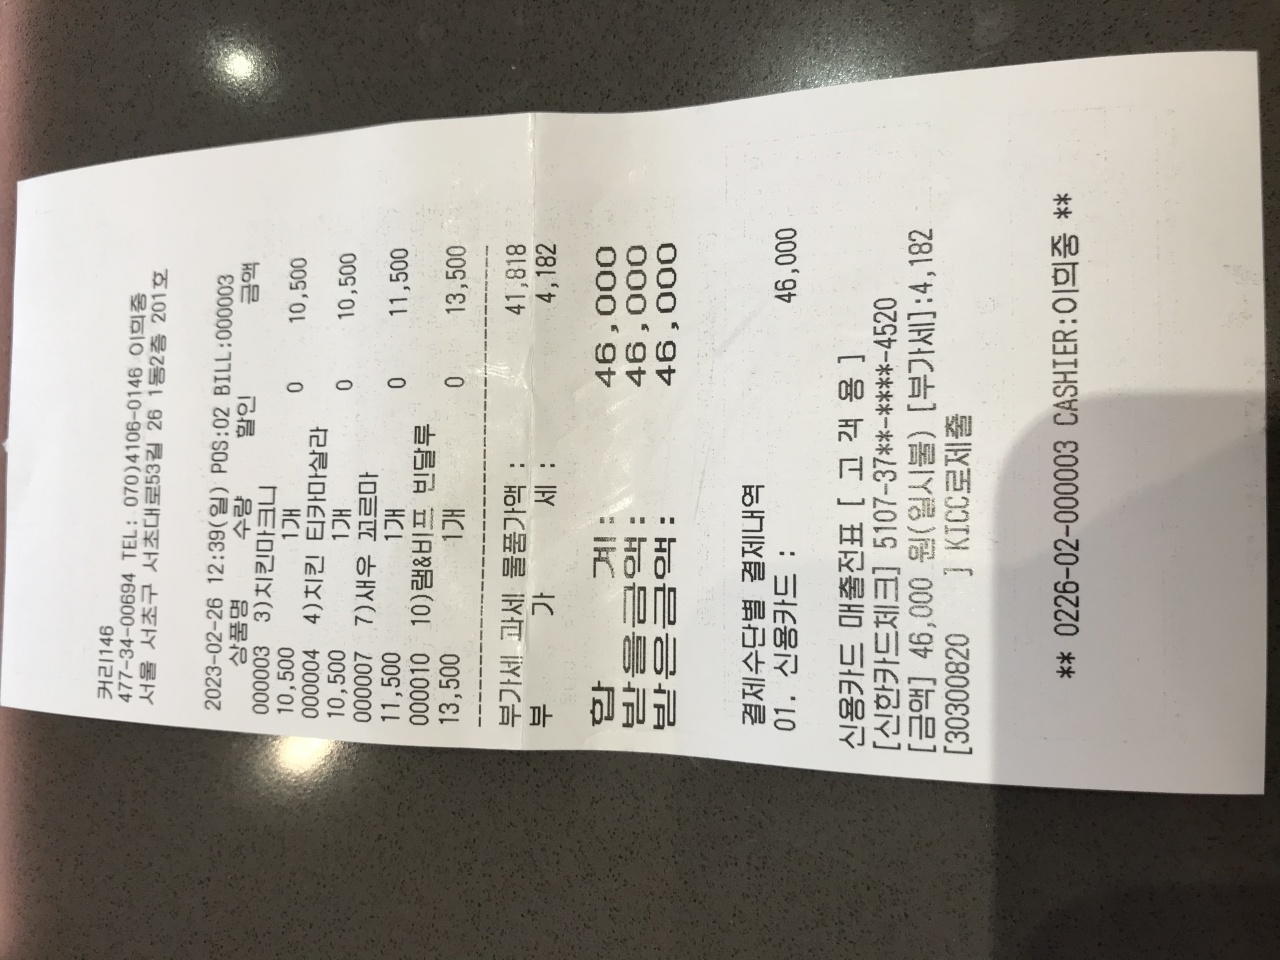 커리146
477-34-00694 TEL: 070)4106-0146 이희중
서울 서초구 서초대로53길 26 1동2층 201호
2023-02-26 12:39(일) POS:02 BILL:000003
상품명 수량 할인 금액
000003 3)치킨마크니
10,500 1개 0 10,500
000004 4)치킨 티카마살라
10,500 1개 0 10,500
000007 7)새우 꼬르마
11,500 1개 0 11,500
000010 10)램&비프 빈달루
13,500 1개 0 13,500
--------------------------------
부가세 과세 물품가액 : 41,818
부 가 세 : 4,182
합 계: 46,000
받을금액: 46,000
받은금액: 46,000
결제수단별 결제내역
01. 신용카드 : 46,000
신용카드 매출전표 [ 고 객 용 ]
[신한카드체크] 5107-37**-****-4520
[금액] 46,000 원(일시불) [부가세]:4,182
[30300820 ] KICC로제출
** 0226-02-000003 CASHIER:이희중 **